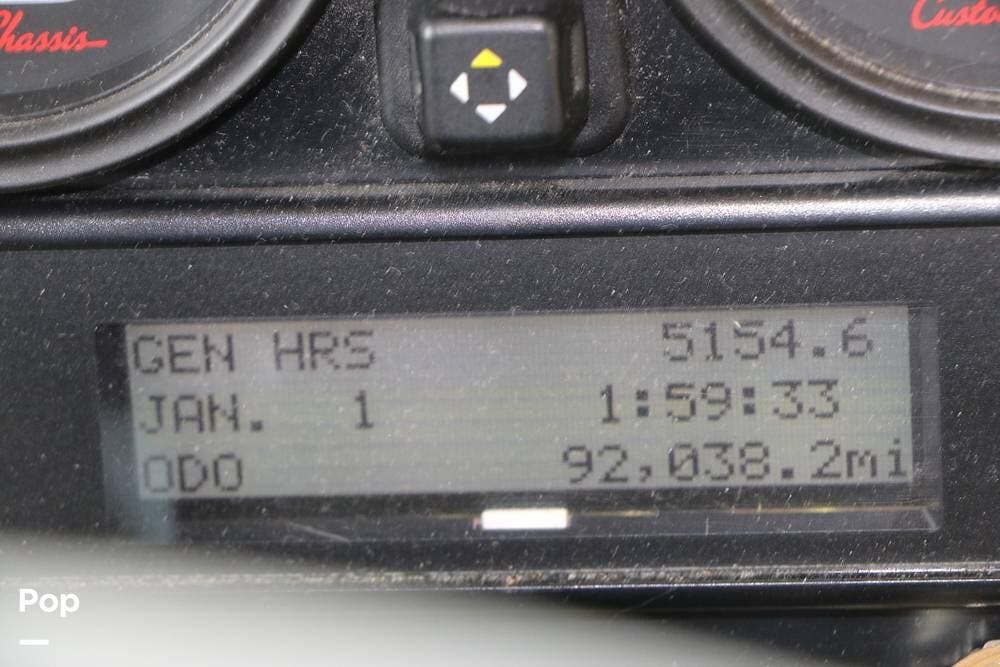 Chassis
Custo
GEN HRS 5154.6
JAN. 1 1:59:33
ODO 92,038.2mi
Pop